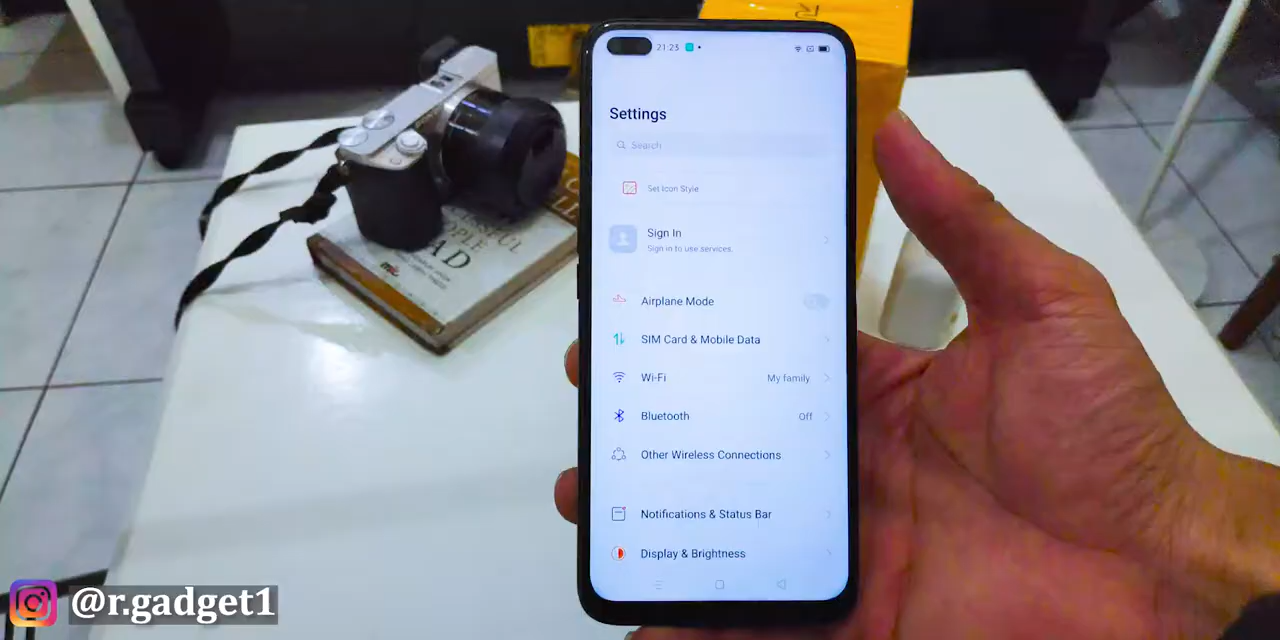 R
21:23
Settings
Search
Set Icon Style
Sign In
Sign in to use services.
Airplane Mode
SIM Card & Mobile Data
Wi-Fi My family
Bluetooth Off
Other Wireless Connections
Notifications & Status Bar
Display & Brightness
AD
@r.gadget1